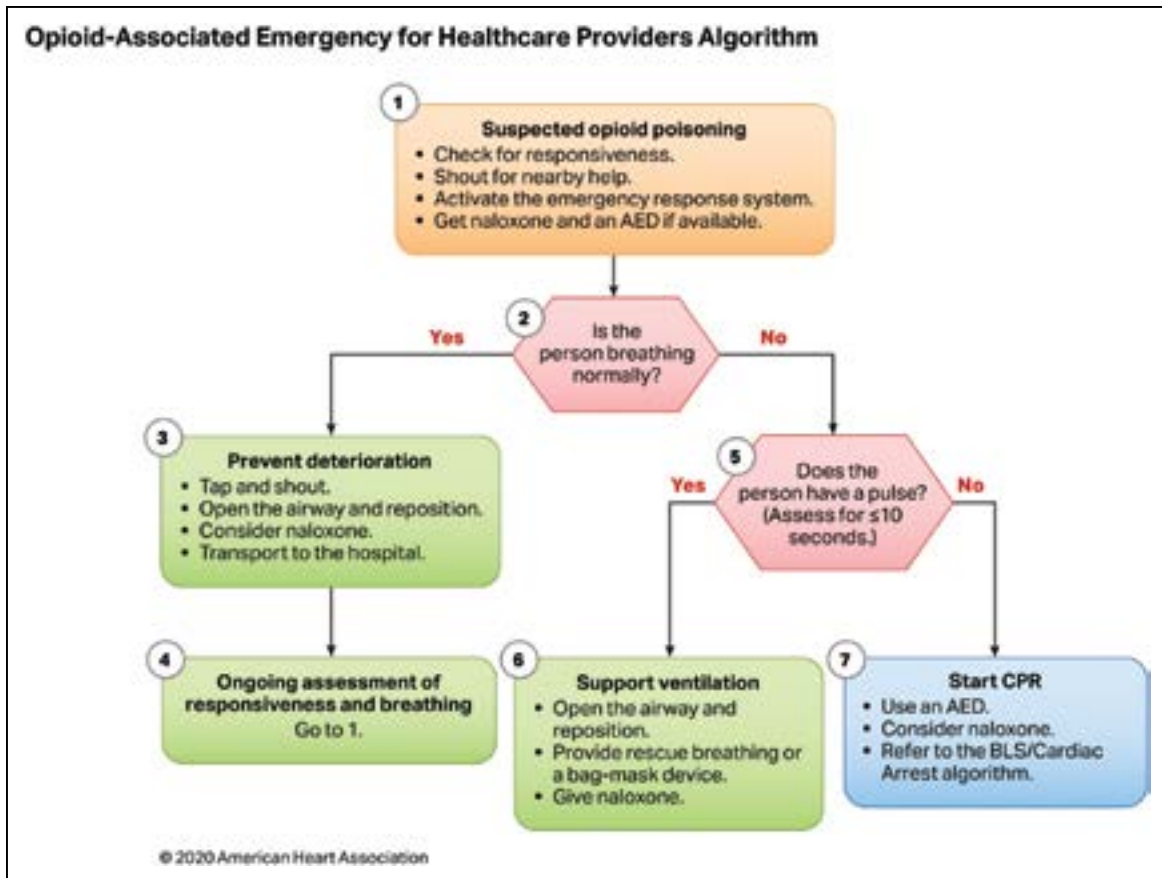 Opioid-Associated Emergency for Healthcare Providers Algorithm
1
Suspected opioid poisoning
• Check for responsiveness.
• Shout for nearby help.
• Activate the emergency response system.
• Get naloxone and an AED if available.
2
Is the
person breathing
normally?
Yes
No
3
Prevent deterioration
• Tap and shout.
• Open the airway and reposition.
• Consider naloxone.
• Transport to the hospital.
4
Ongoing assessment of
responsiveness and breathing
Go to 1.
5
Does the
person have a pulse?
(Assess for ≤10
seconds.)
Yes
No
6
Support ventilation
• Open the airway and
reposition.
• Provide rescue breathing or
a bag-mask device.
• Give naloxone.
7
Start CPR
• Use an AED.
• Consider naloxone.
• Refer to the BLS/Cardiac
Arrest algorithm.
© 2020 American Heart Association